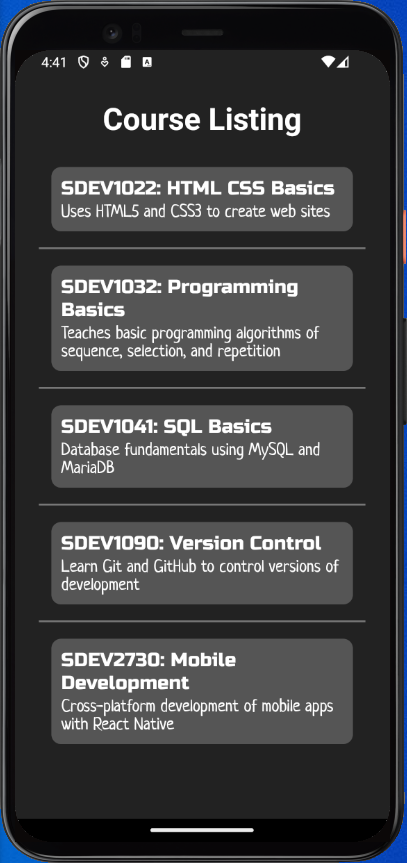 4:41
Course Listing
SDEV1022: HTML CSS Basics
Uses HTML5 and CSS3 to create web sites
SDEV1032: Programming
Basics
Teaches basic programming algorithms of
sequence, selection, and repetition
SDEV1041: SQL Basics
Database fundamentals using MySQL and
MariaDB
SDEV1090: Version Control
Learn Git and GitHub to control versions of
development
SDEV2730: Mobile
Development
Cross-platform development of mobile apps
with React Native